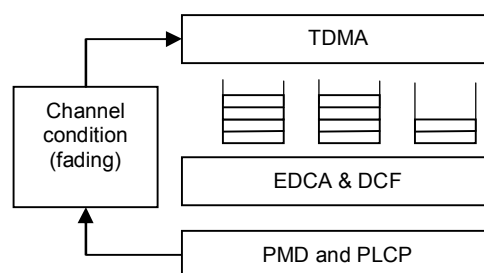 TDMA
Channel
condition
(fading)
EDCA & DCF
PMD and PLCP